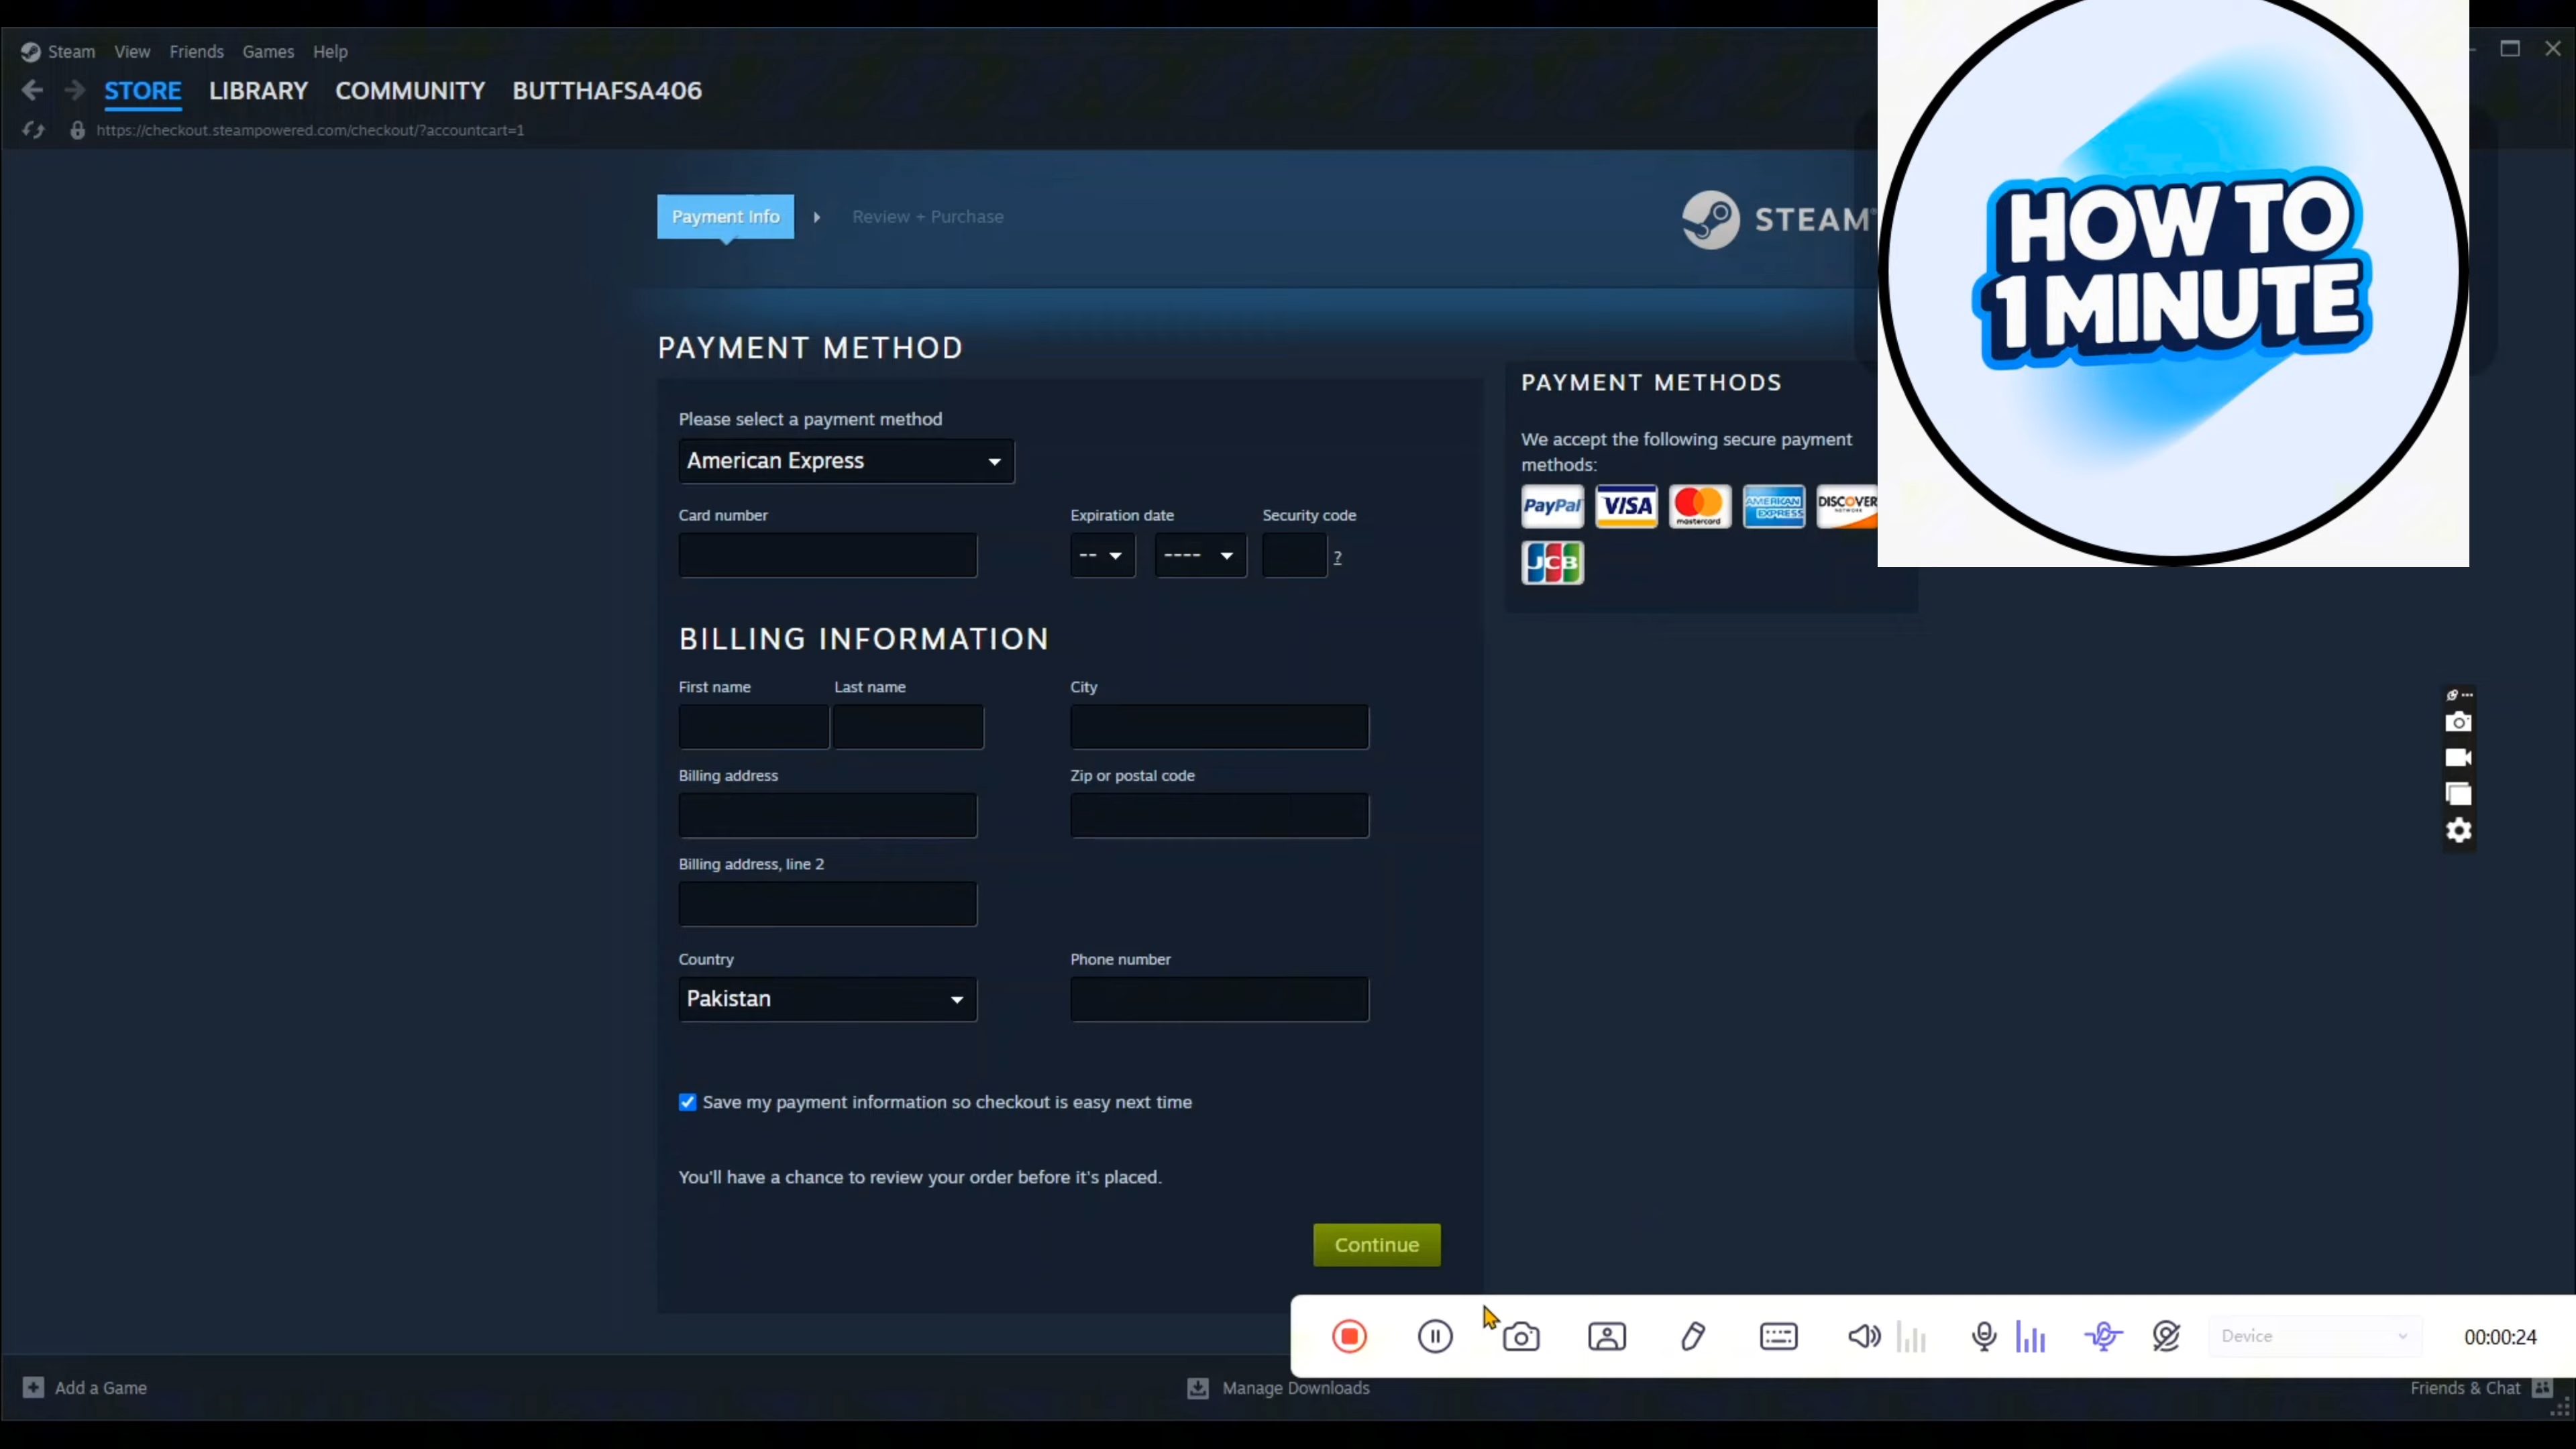 Steam View Friends Games Help
STORE LIBRARY COMMUNITY BUTTHAFSA406
https://checkout.steampowered.com/checkout/?accountcart=1
Payment Info Review + Purchase
STEAM
HOW TO
1 MINUTE
PAYMENT METHOD
Please select a payment method
American Express
Card number Expiration date Security code
-- ---- ?
PAYMENT METHODS
We accept the following secure payment
methods:
PayPal VISA mastercard AMERICAN EXPRESS DISCOVER NETWORK
JCB
BILLING INFORMATION
First name Last name City
Billing address Zip or postal code
Billing address, line 2
Country Phone number
Pakistan
Save my payment information so checkout is easy next time
You'll have a chance to review your order before it's placed.
Continue
Device 00:00:24
Add a Game Manage Downloads Friends & Chat